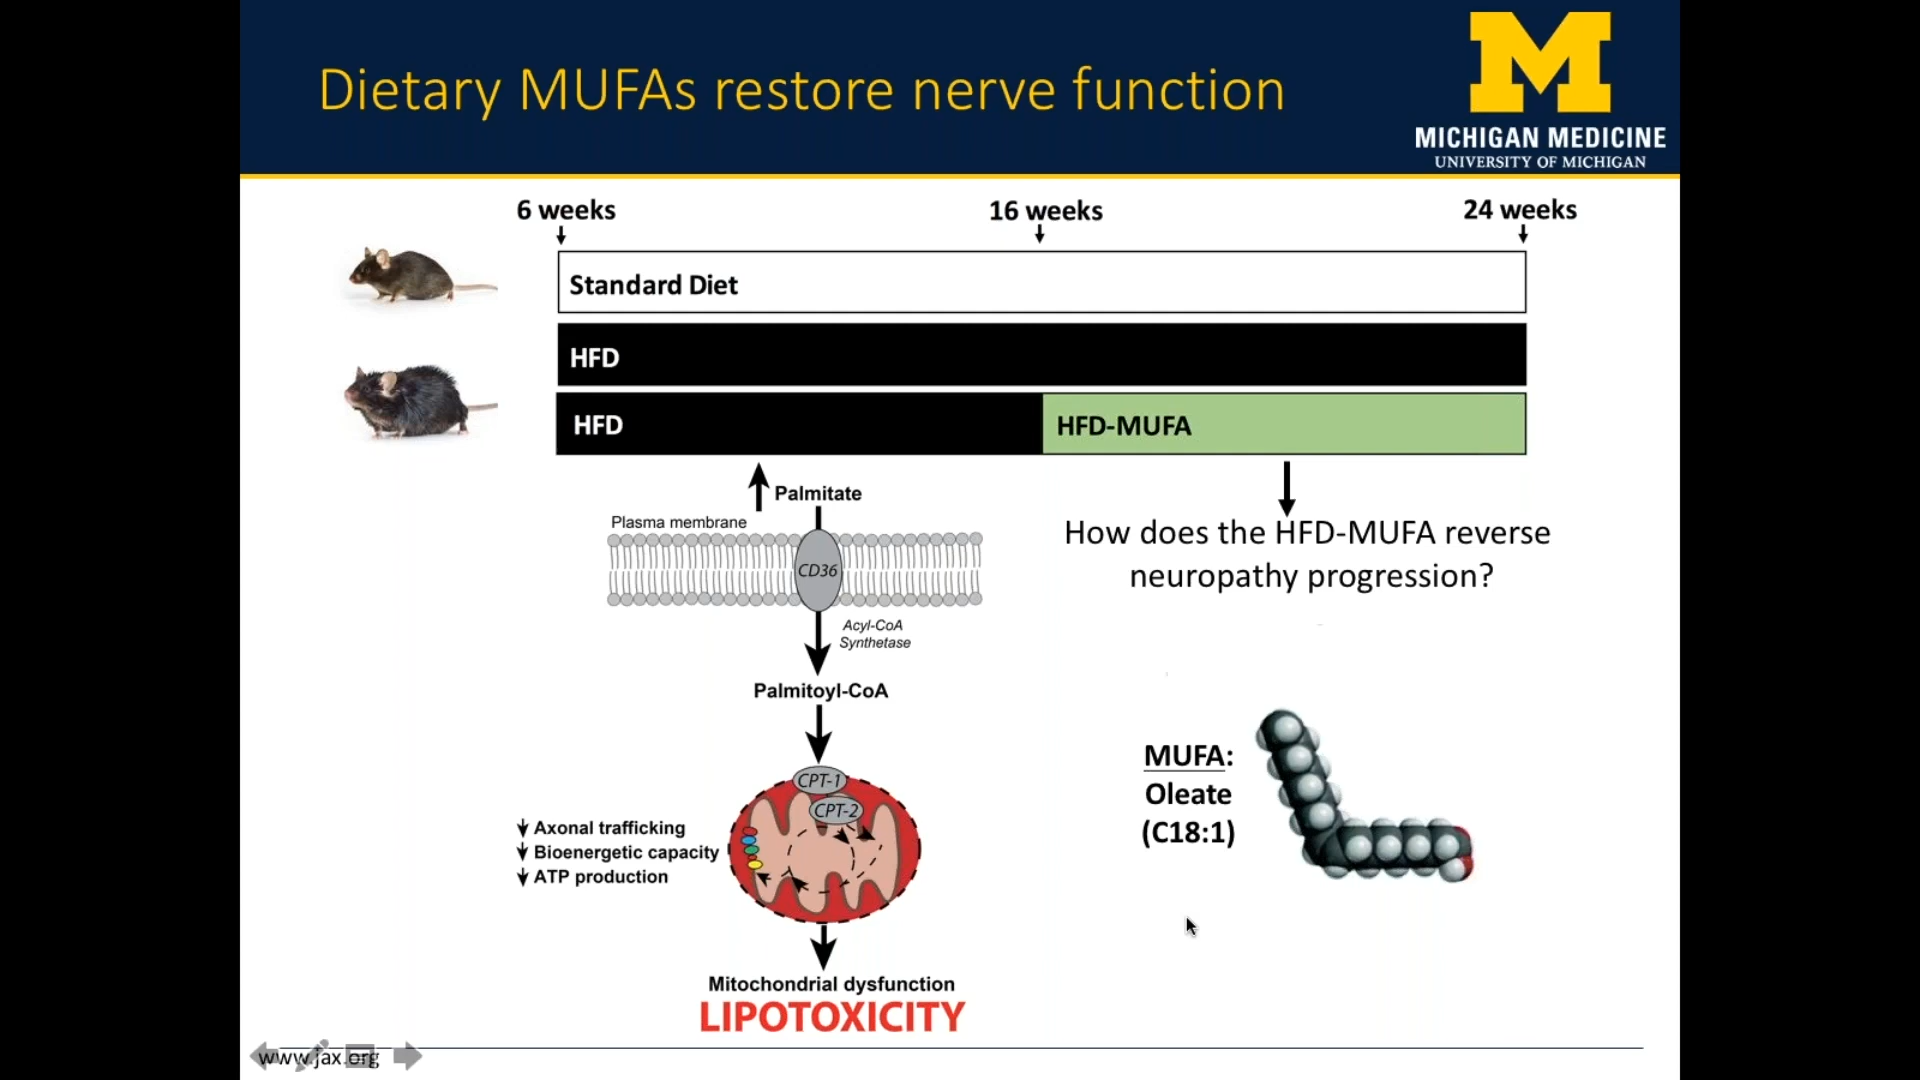 Dietary MUFAs restore nerve function
MICHIGAN MEDICINE
UNIVERSITY OF MICHIGAN
6 weeks
16 weeks
24 weeks
Standard Diet
HFD
HFD
HFD-MUFA
Palmitate
Plasma membrane
CD36
Acyl-CoA
Synthetase
Palmitoyl-CoA
CPT-1
CPT-2
Axonal trafficking
Bioenergetic capacity
ATP production
Mitochondrial dysfunction
LIPOTOXICITY
How does the HFD-MUFA reverse
neuropathy progression?
MUFA:
Oleate
(C18:1)
www.jax.org